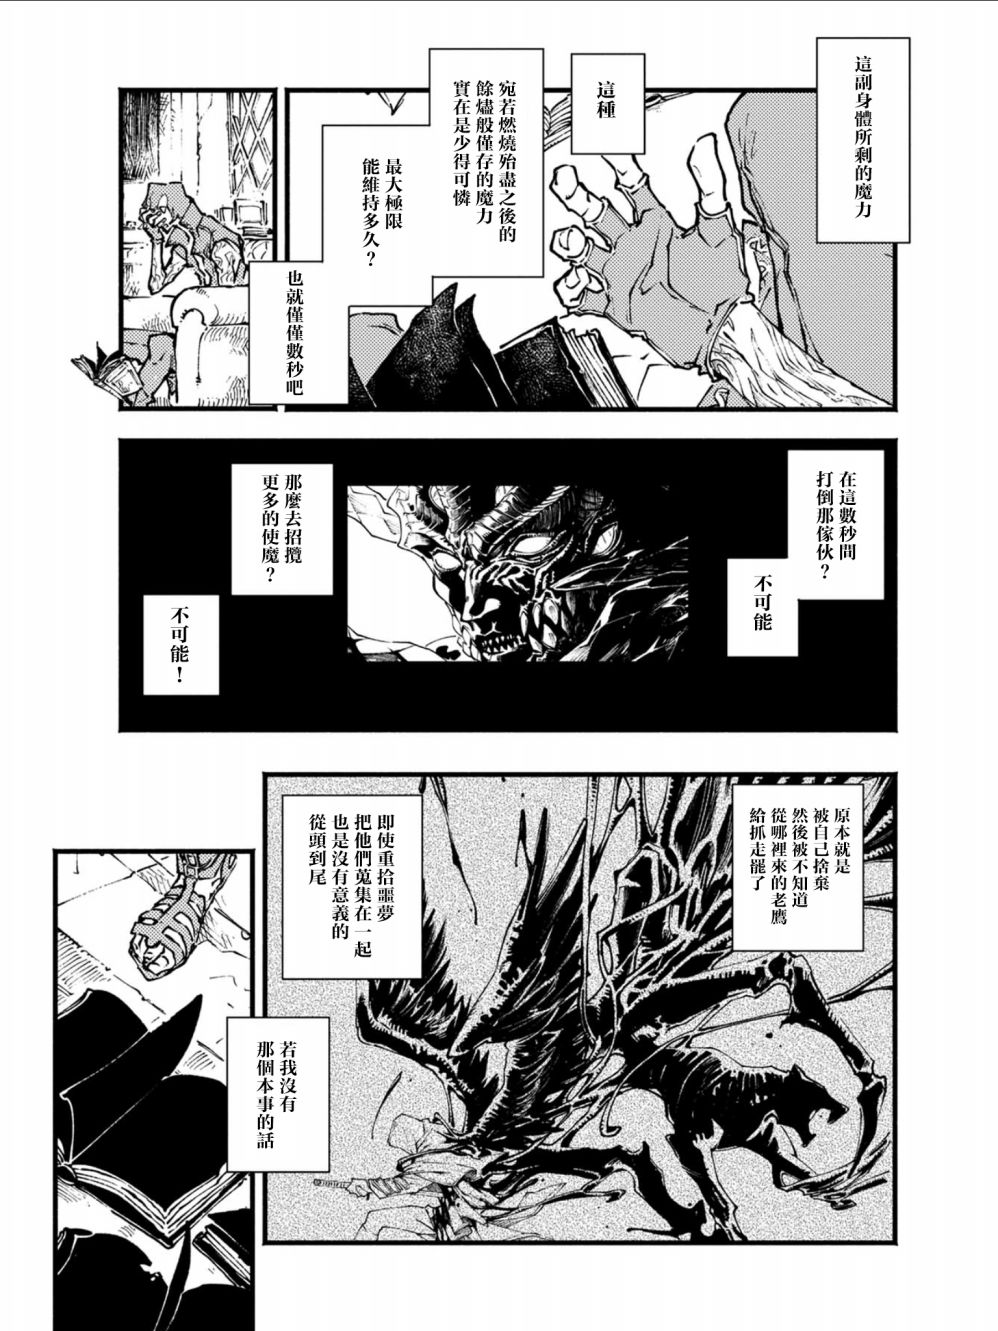 這副身體所剩的魔力
這種
宛若燃燒殆盡之後的
餘燼般僅存的魔力
實在是少得可憐
最大極限
能維持多久？
也就僅僅數秒吧
在這數秒間
打倒那傢伙？
不可能
那麼去招攬
更多的使魔？
不可能！
原本就是
被自己捨棄
然後被不知道
從哪裡來的老鷹
給抓走罷了
即使重拾噩夢
把他們蒐集在一起
也是沒有意義的
從頭到尾
若我沒有
那個本事的話